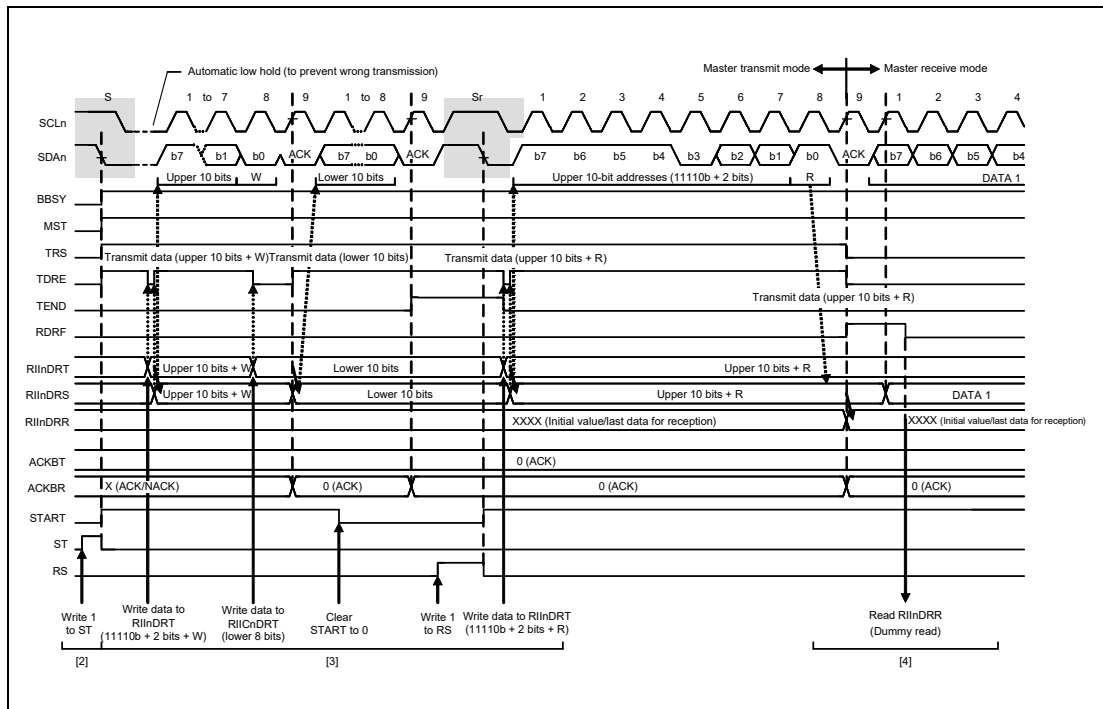 Automatic low hold (to prevent wrong transmission)
Master transmit mode
Master receive mode
S 1 to 7 8 9 1 to 8 9 Sr 1 2 3 4 5 6 7 8 9 1 2 3 4
SCLn
SDAn b7 b1 b0 ACK b7 b0 ACK b7 b6 b5 b4 b3 b2 b1 b0 ACK b7 b6 b5 b4
Upper 10 bits W Lower 10 bits Upper 10-bit addresses (11110b + 2 bits) R DATA 1
BBSY
MST
TRS
Transmit data (upper 10 bits + W) Transmit data (lower 10 bits) Transmit data (upper 10 bits + R)
TDRE
TEND
Transmit data (upper 10 bits + R)
RDRF
RIInDRT Upper 10 bits + W Lower 10 bits Upper 10 bits + R
RIInDRS Upper 10 bits + W Lower 10 bits Upper 10 bits + R DATA 1
RIInDRR XXXX (Initial value/last data for reception) XXXX (Initial value/last data for reception)
ACKBT 0 (ACK)
ACKBR X (ACK/NACK) 0 (ACK) 0 (ACK) 0 (ACK)
START
ST
RS
Write 1
to ST
Write data to
RIInDRT
(11110b + 2 bits + W)
Write data to
RIICnDRT
(lower 8 bits)
Clear
START to 0
Write 1
to RS
Write data to RIInDRT
(11110b + 2 bits + R)
Read RIInDRR
(Dummy read)
[2] [3] [4]